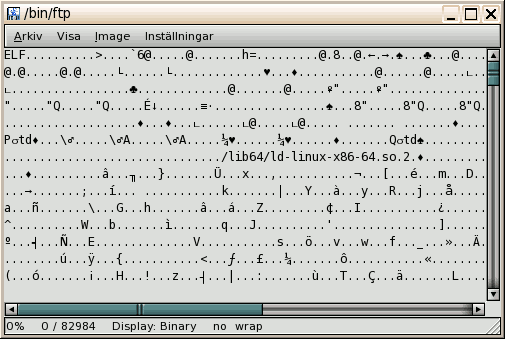 /bin/ftp
Arkiv Visa Image Inställningar
ELF............>....`6@.....@.......h=.........@.8..@.←.→.♠...♣...@....
@.@.....@.@.....└......└.............♥...♦...........@......@....∟..
∟.................♣.............@.......@.....♀"......♀"..........
"....."Q....."Q.....É↓......≡·................♠...8".....8"Q....8"Q.
...................♦...♦...∟......∟@....∟@......................♦....
P◘td♦...\♂.....\♂A.....\♂A.....¼♥......¼♥......♦.......Q◘td♠.........
.............................../lib64/ld-linux-x86-64.so.2.♦.........
...♦..........â...╖...}.......Ü...x...,...........¬...[...é...m...D.
...→.......;...í...............k.......|...Y...à...y...R...j...å....
a...ñ.......\...G...h.......â...á...Z........¢...I...........¿......
^..........W...b.......ì.......q...J..........'...............].....
º...┤...Ñ...E..............V...........s...ö...v...w...f..._...»...Ä.
........ú...ÿ...{...........<...ƒ...£...¼.......ô...........«.......
(...ó.......¡...H...!...z...┤...|...:.......ù...T...Ç...ä.......L....
0% 0 / 82984 Display: Binary no wrap